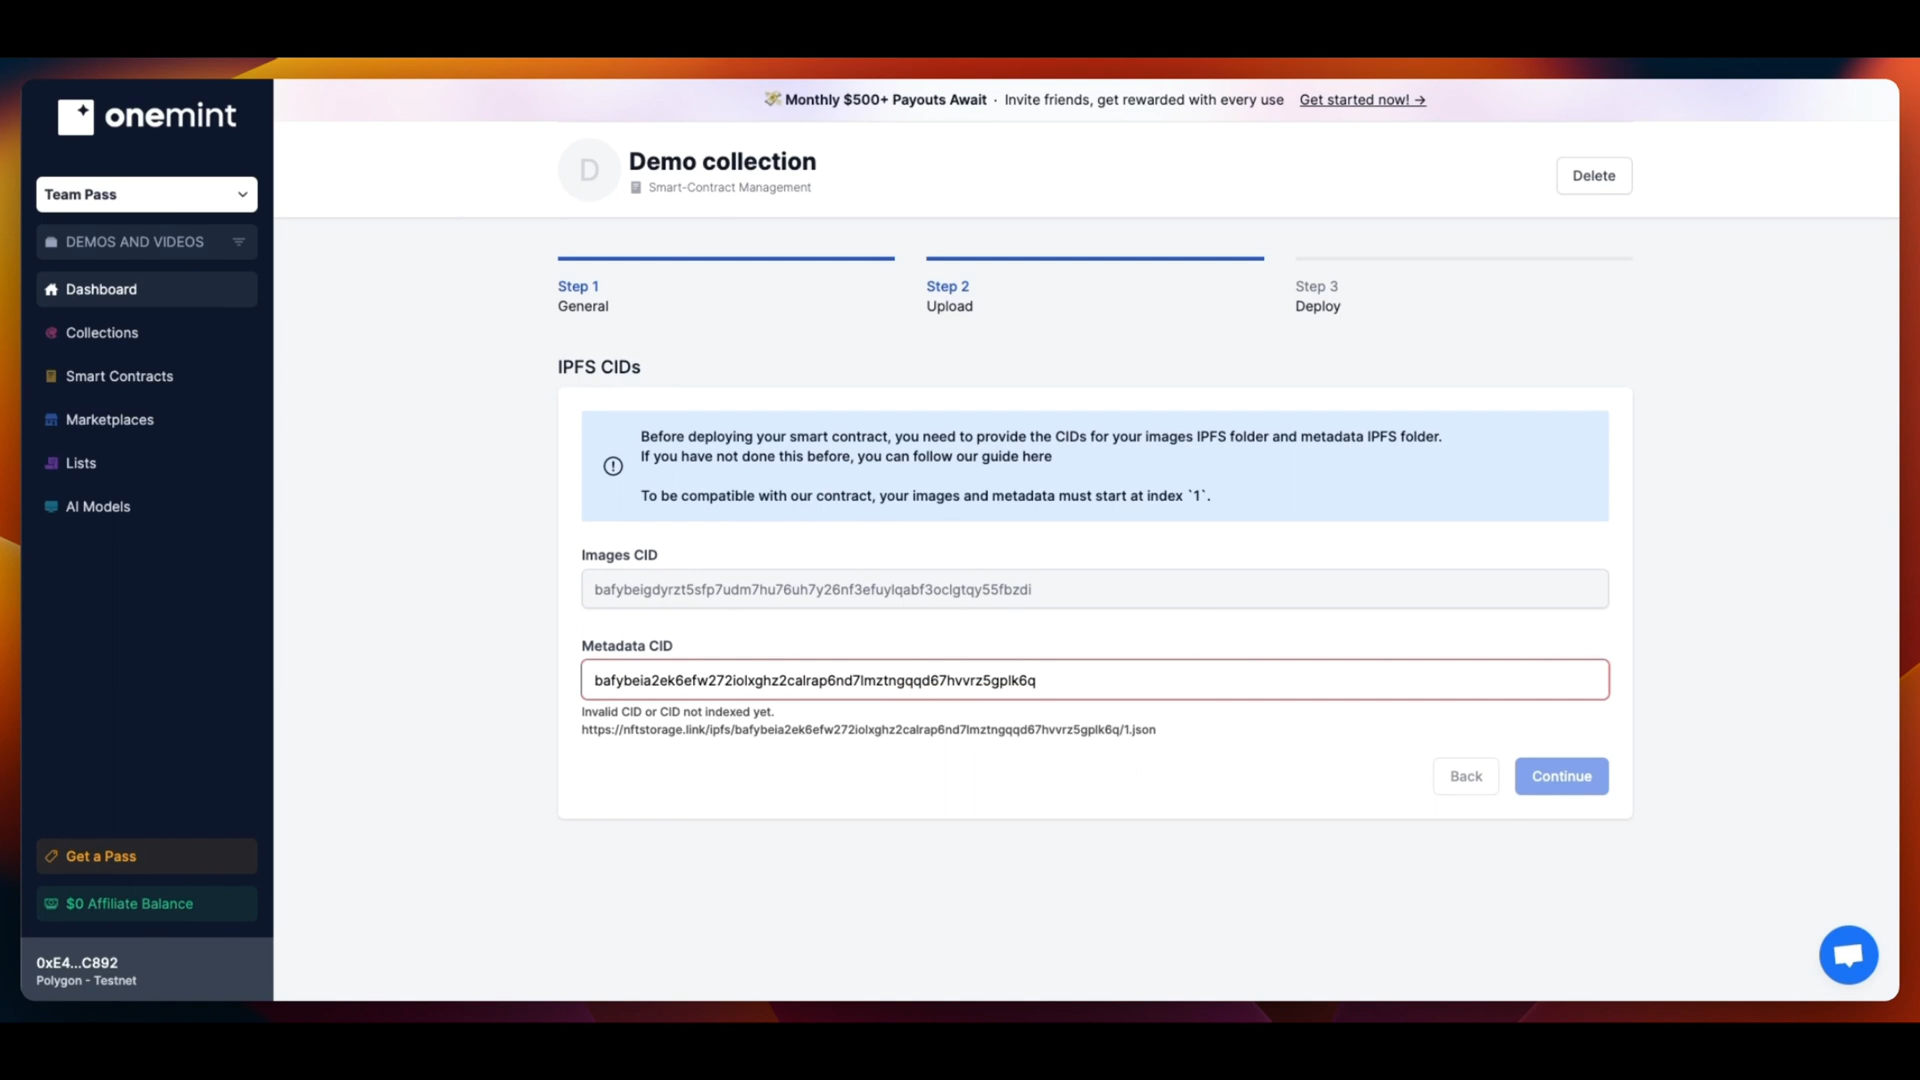 onemint
Team Pass
DEMOS AND VIDEOS
Dashboard
Collections
Smart Contracts
Marketplaces
Lists
AI Models
Get a Pass
$0 Affiliate Balance
0xE4...C892
Polygon - Testnet
💸 Monthly $500+ Payouts Await · Invite friends, get rewarded with every use Get started now! →
D
Demo collection
Smart-Contract Management
Delete
Step 1
General
Step 2
Upload
Step 3
Deploy
IPFS CIDs
Before deploying your smart contract, you need to provide the CIDs for your images IPFS folder and metadata IPFS folder.
If you have not done this before, you can follow our guide here
To be compatible with our contract, your images and metadata must start at index `1`.
Images CID
bafybeigdyrzt5sfp7udm7hu76uh7y26nf3efuylqabf3oclgtqy55fbzdi
Metadata CID
bafybeia2ek6efw272iolxghz2calrap6nd7lmztngqqd67hvvrz5gplk6q
Invalid CID or CID not indexed yet.
https://nftstorage.link/ipfs/bafybeia2ek6efw272iolxghz2calrap6nd7lmztngqqd67hvvrz5gplk6q/1.json
Back
Continue